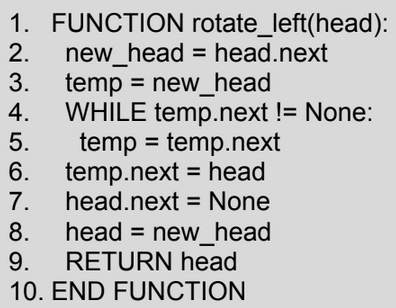 1. FUNCTION rotate_left(head):
2. new_head = head.next
3. temp = new_head
4. WHILE temp.next != None:
5. temp = temp.next
6. temp.next = head
7. head.next = None
8. head = new_head
9. RETURN head
10. END FUNCTION